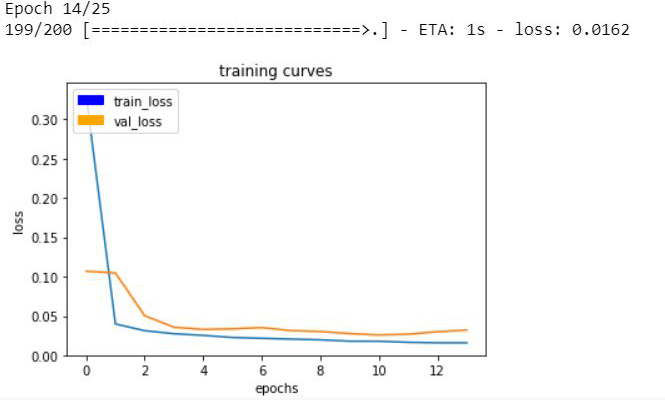 Epoch 14/25
199/200 [============================>.] - ETA: 1s - loss: 0.0162
training curves
train_loss
val_loss
0.30
0.25
0.20
0.15
0.10
0.05
0.00
loss
0 2 4 6 8 10 12
epochs